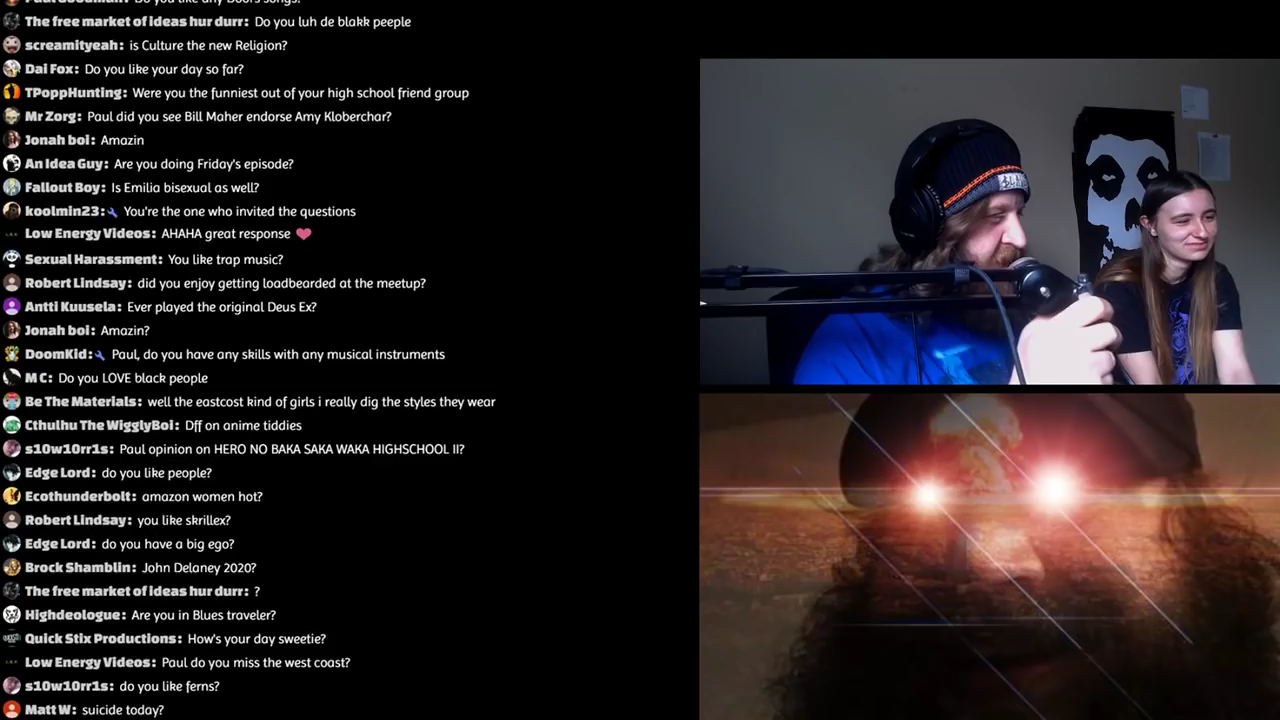 The free market of ideas hur durr: Do you luh de blakk peeple
screamityeah: is Culture the new Religion?
Dai Fox: Do you like your day so far?
TPoppHunting: Were you the funniest out of your high school friend group
Mr Zorg: Paul did you see Bill Maher endorse Amy Kloberchar?
Jonah boi: Amazin
An Idea Guy: Are you doing Friday's episode?
Fallout Boy: Is Emilia bisexual as well?
koolmin23: You're the one who invited the questions
Low Energy Videos: AHAHA great response ❤
Sexual Harassment: You like trap music?
Robert Lindsay: did you enjoy getting loadbearded at the meetup?
Antti Kuusela: Ever played the original Deus Ex?
Jonah boi: Amazin?
DoomKid: Paul, do you have any skills with any musical instruments
M C: Do you LOVE black people
Be The Materials: well the eastcost kind of girls i really dig the styles they wear
Cthulhu The WigglyBoi: Dff on anime tiddies
s10w10rr1s: Paul opinion on HERO NO BAKA SAKA WAKA HIGHSCHOOL II?
Edge Lord: do you like people?
Ecothunderbolt: amazon women hot?
Robert Lindsay: you like skrillex?
Edge Lord: do you have a big ego?
Brock Shamblin: John Delaney 2020?
The free market of ideas hur durr: ?
Highdeologue: Are you in Blues traveler?
Quick Stix Productions: How's your day sweetie?
Low Energy Videos: Paul do you miss the west coast?
s10w10rr1s: do you like ferns?
Matt W: suicide today?